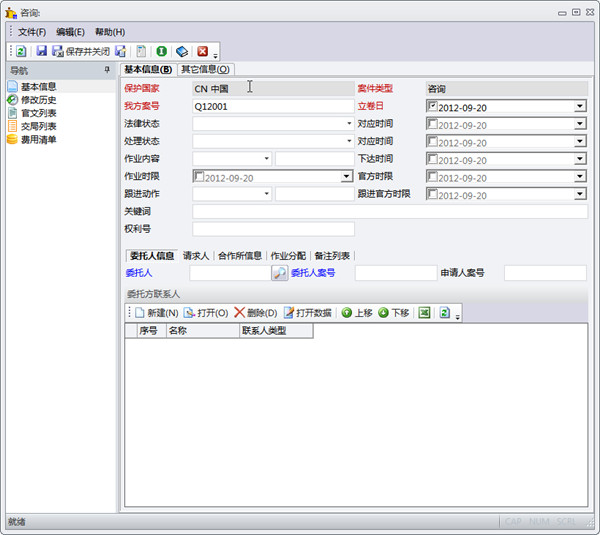 咨询:
文件(F) 编辑(E) 帮助(H)
保存并关闭
导航
基本信息
修改历史
官文列表
交局列表
费用清单
基本信息(B) 其它信息(O)
保护国家 CN 中国 案件类型 咨询
我方案号 Q12001 立卷日 2012-09-20
法律状态 对应时间 2012-09-20
处理状态 对应时间 2012-09-20
作业内容 下达时间 2012-09-20
作业时限 2012-09-20 官方时限 2012-09-20
跟进动作 跟进官方时限 2012-09-20
关键词
权利号
委托人信息 请求人 合作所信息 作业分配 备注列表
委托人 委托人案号 申请人案号
委托方联系人
新建(N) 打开(O) 删除(D) 打开数据 上移 下移
序号 名称 联系人类型
就绪 CAP NUM SCRL